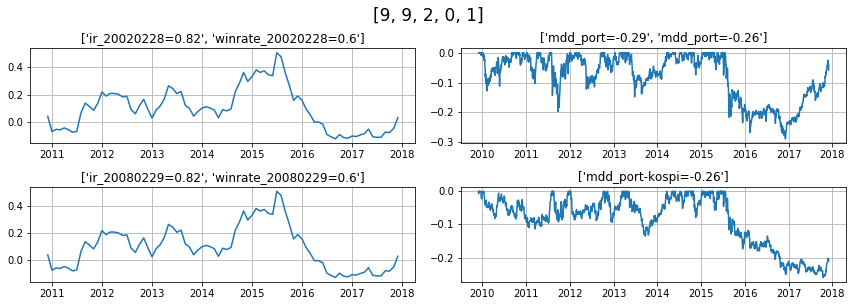 [9, 9, 2, 0, 1]
['ir_20020228=0.82', 'winrate_20020228=0.6']
0.4
0.2
0.0
2011 2012 2013 2014 2015 2016 2017 2018
['mdd_port=-0.29', 'mdd_port=-0.26']
0.0
−0.1
−0.2
−0.3
2010 2011 2012 2013 2014 2015 2016 2017 2018
['ir_20080229=0.82', 'winrate_20080229=0.6']
0.4
0.2
0.0
2011 2012 2013 2014 2015 2016 2017 2018
['mdd_port-kospi=-0.26']
0.0
−0.1
−0.2
2010 2011 2012 2013 2014 2015 2016 2017 2018